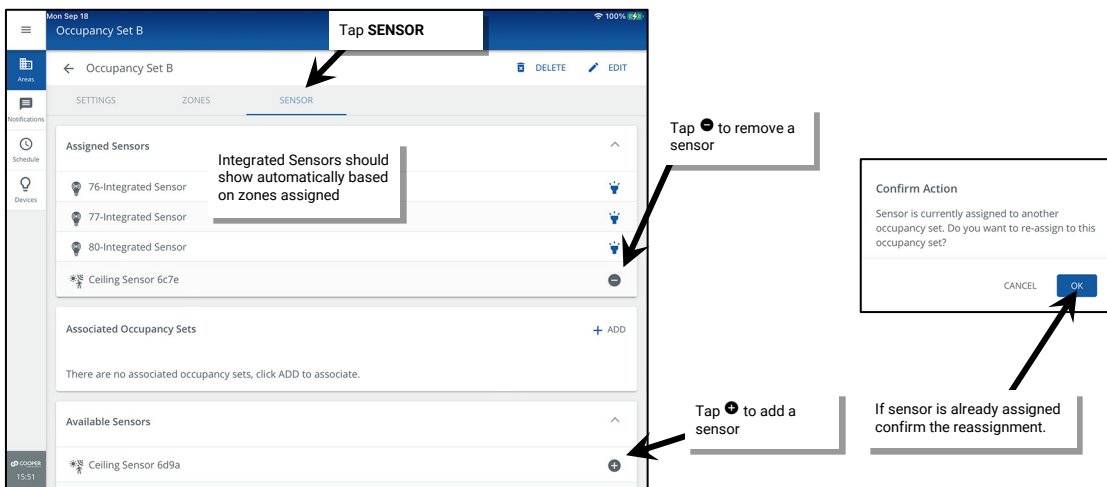 Mon Sep 18
100%
Occupancy Set B
Tap SENSOR
Areas
Occupancy Set B
DELETE
EDIT
Notifications
SETTINGS
ZONES
SENSOR
Schedule
Devices
Assigned Sensors
Integrated Sensors should
show automatically based
on zones assigned
76-Integrated Sensor
77-Integrated Sensor
80-Integrated Sensor
Ceiling Sensor 6c7e
Tap - to remove a
sensor
Associated Occupancy Sets
+ ADD
There are no associated occupancy sets, click ADD to associate.
Available Sensors
Ceiling Sensor 6d9a
Tap + to add a
sensor
COOPER
15:51
Confirm Action
Sensor is currently assigned to another
occupancy set. Do you want to re-assign to this
occupancy set?
CANCEL
OK
If sensor is already assigned
confirm the reassignment.